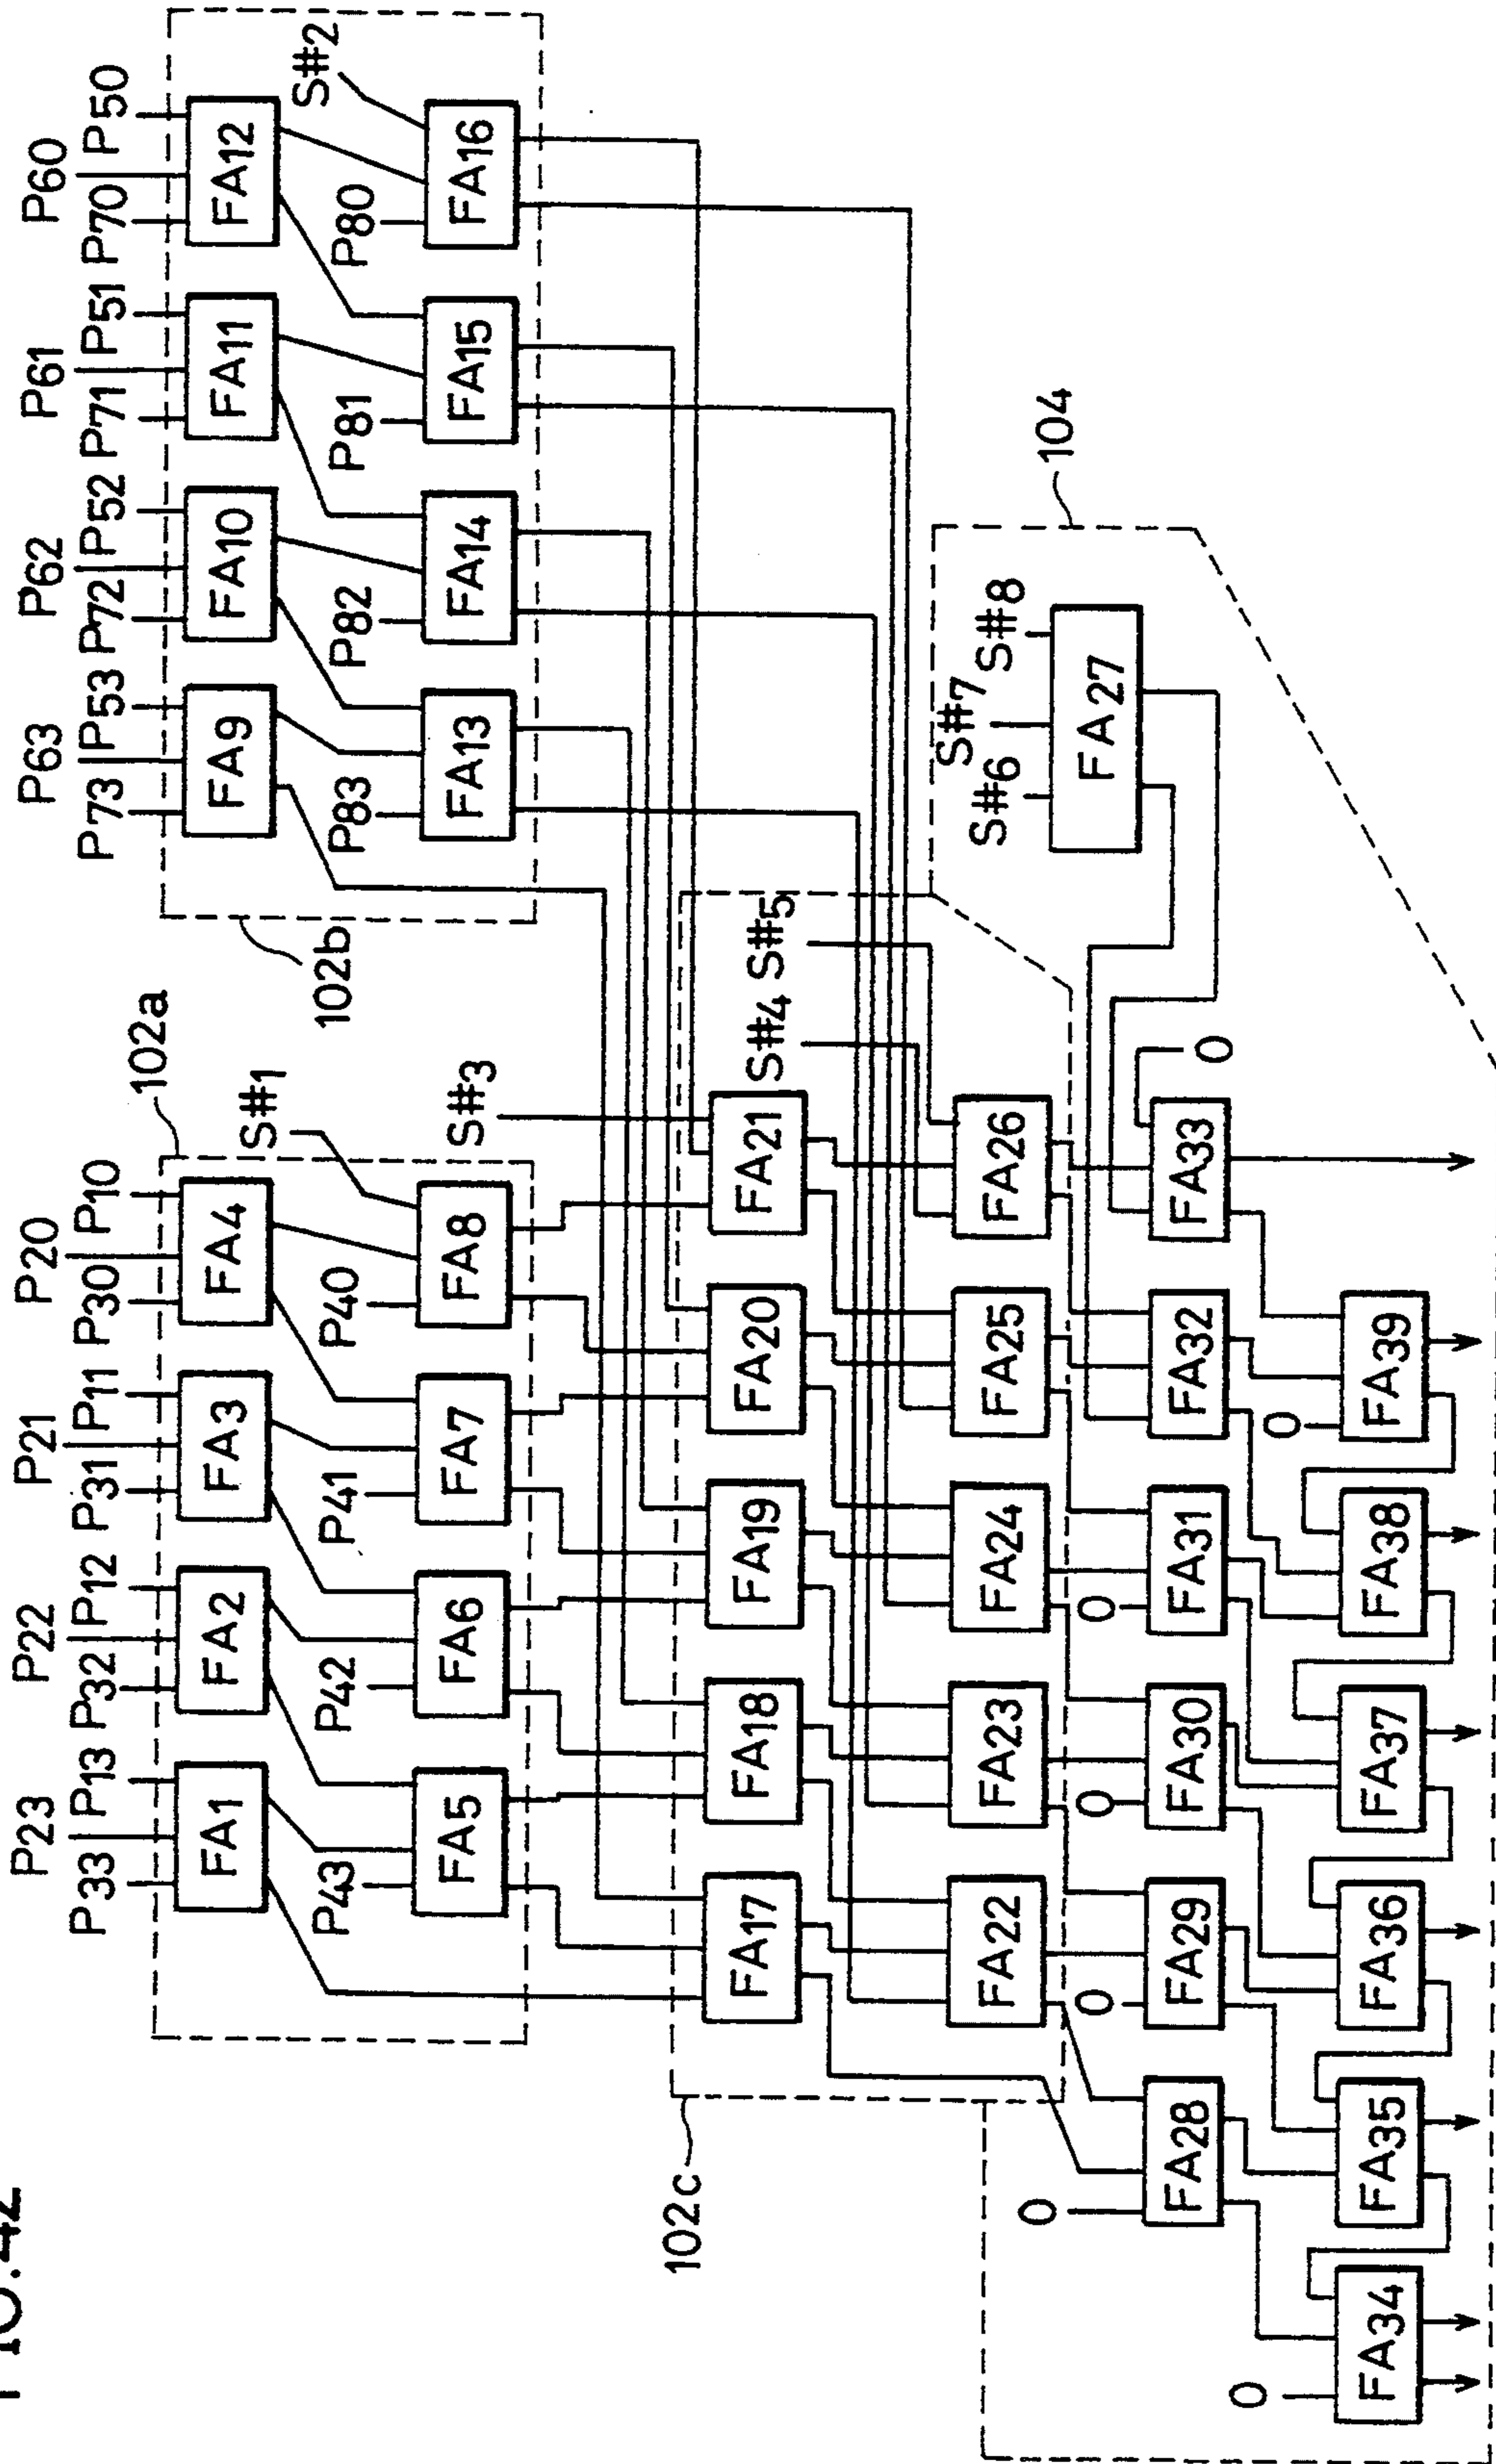 FIG.42
P23 P22 P21 P20 P63 P62 P61 P60
P33 P13 P32 P12 P31 P11 P30 P10 P73 P53 P72 P52 P71 P51 P70 P50
102a
FA1 FA2 FA3 FA4 FA9 FA10 FA11 FA12
S#1 102b S#2
P43 P42 P41 P40 P83 P82 P81 P80
FA5 FA6 FA7 FA8 FA13 FA14 FA15 FA16
S#3
102c
FA17 FA18 FA19 FA20 FA21 S#4 S#5
FA22 FA23 FA24 FA25 FA26 S#6 S#7 S#8
104
0 0 0 0 FA27
FA28 FA29 FA30 FA31 FA32 FA33 0
0 0
FA34 FA35 FA36 FA37 FA38 FA39